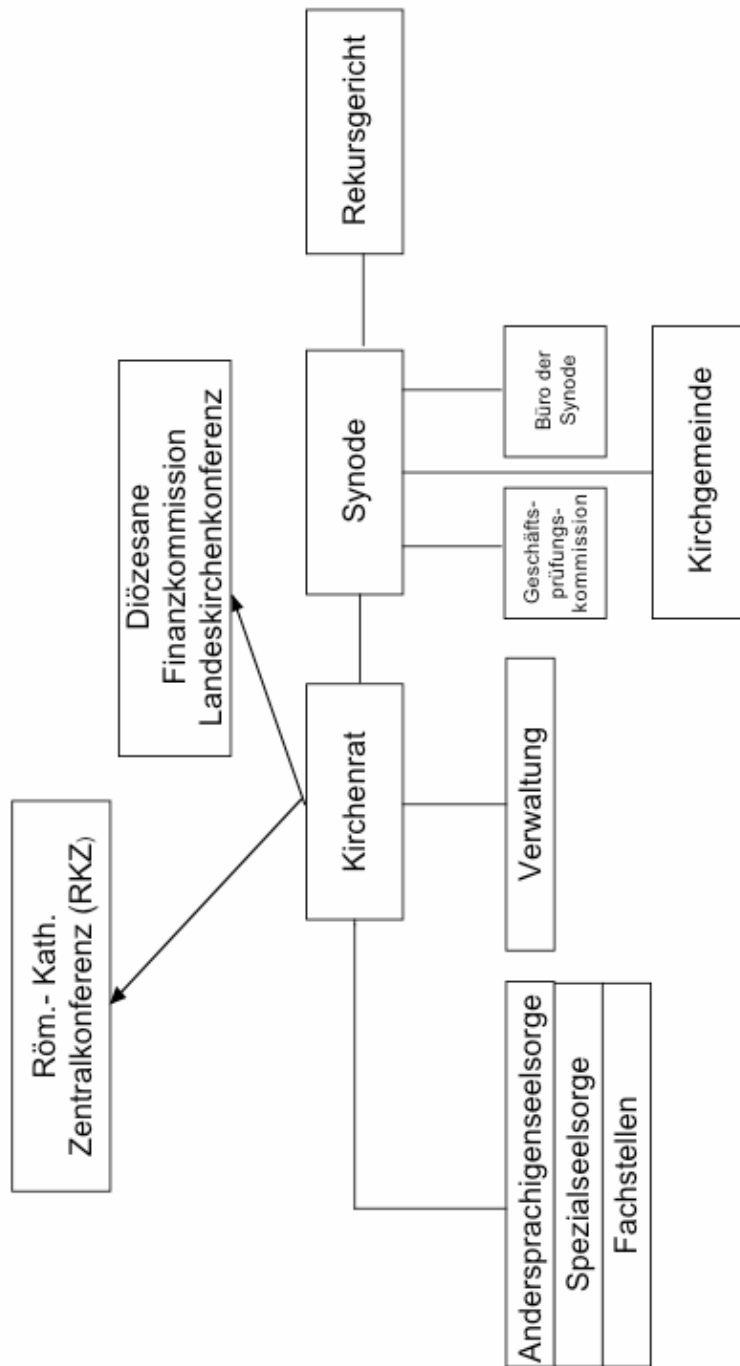 Röm.- Kath.
Zentralkonferenz (RKZ)
Diözesane
Finanzkommission
Landeskirchenkonferenz
Kirchenrat
Synode
Rekursgericht
Andersprachigenseelsorge
Spezialseelsorge
Fachstellen
Verwaltung
Geschäfts-
prüfungs-
kommission
Büro der
Synode
Kirchgemeinde